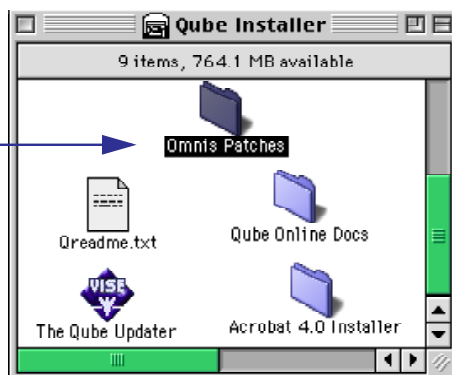 Qube Installer
9 items, 764.1 MB available
Omnis Patches
Qreadme.txt
Qube Online Docs
VISE
The Qube Updater
Acrobat 4.0 Installer